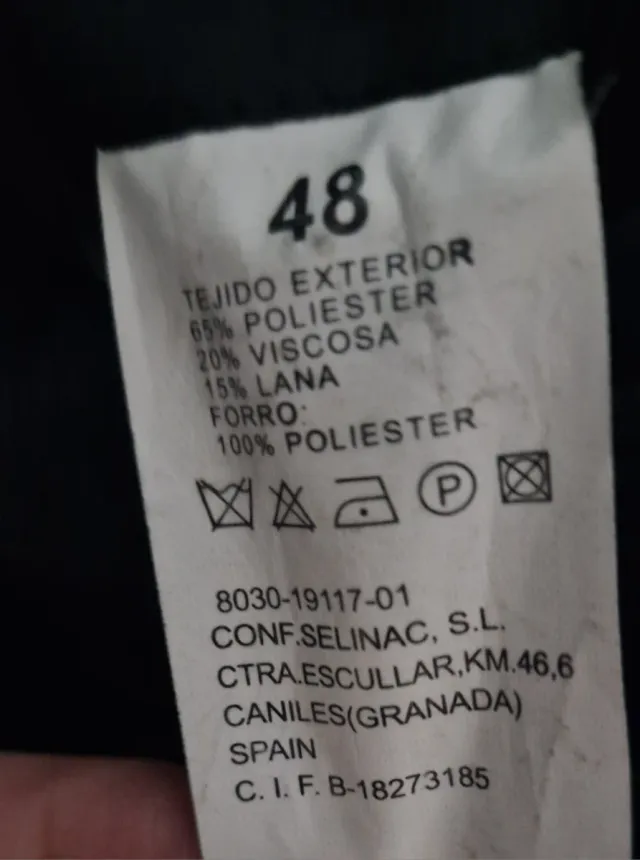 48
TEJIDO EXTERIOR
65% POLIESTER
20% VISCOSA
15% LANA
FORRO:
100% POLIESTER
P
8030-19117-01
CONF.SELINAC, S.L.
CTRA.ESCULLAR,KM.46,6
CANILES(GRANADA)
SPAIN
C. I. F. B-18273185